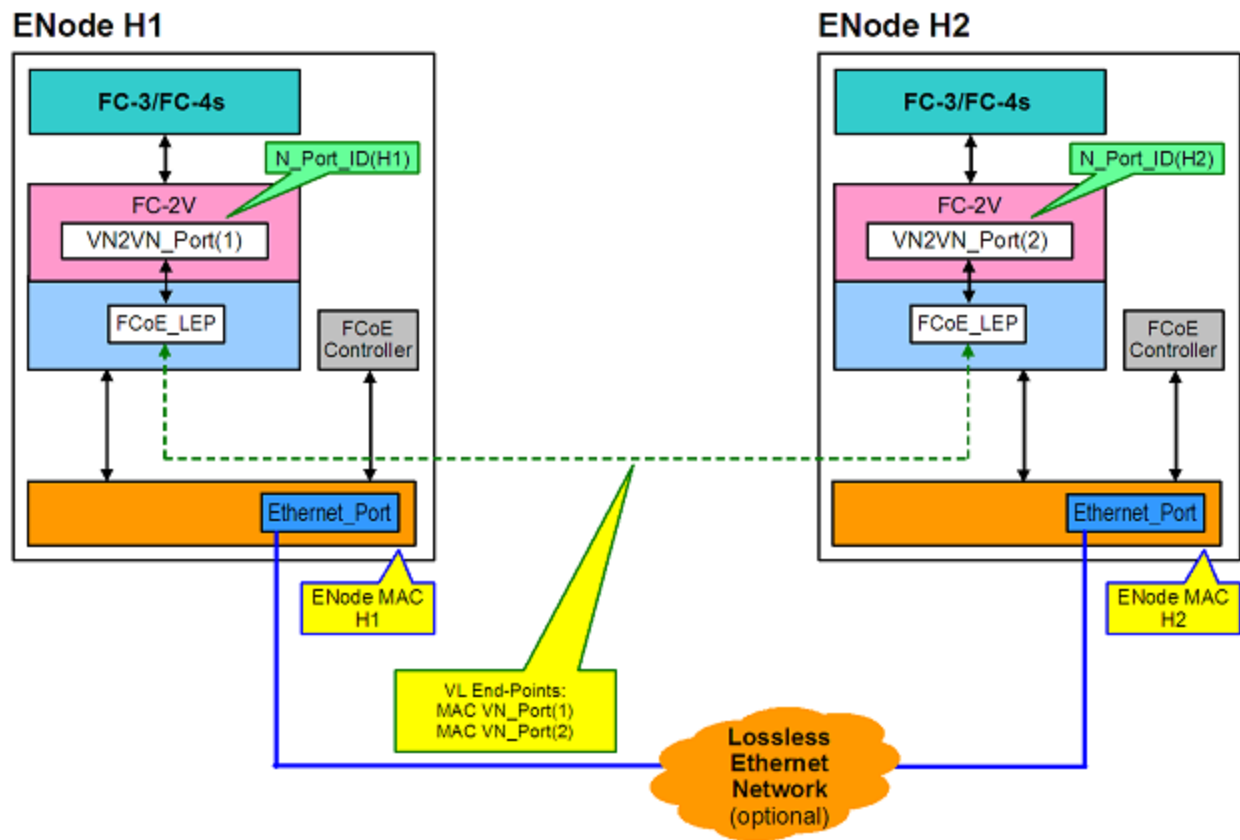 ENode H1
ENode H2
FC-3/FC-4s
FC-3/FC-4s
N_Port_ID(H1)
N_Port_ID(H2)
FC-2V
FC-2V
VN2VN_Port(1)
VN2VN_Port(2)
FCoE_LEP
FCoE
Controller
FCoE_LEP
FCoE
Controller
Ethernet_Port
Ethernet_Port
ENode MAC
H1
ENode MAC
H2
VL End-Points:
MAC VN_Port(1)
MAC VN_Port(2)
Lossless
Ethernet
Network
(optional)